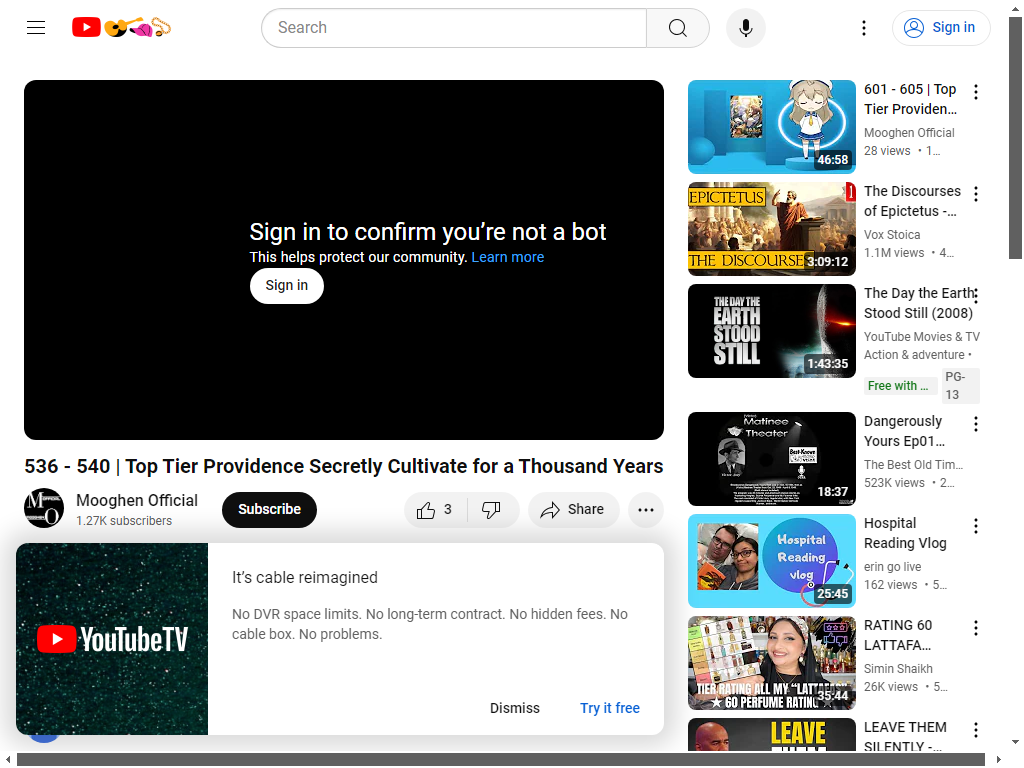 Search
Sign in
Sign in to confirm you’re not a bot
This helps protect our community. Learn more
Sign in
536 - 540 | Top Tier Providence Secretly Cultivate for a Thousand Years
Mooghen Official
1.27K subscribers
Subscribe
3
Share
It’s cable reimagined
No DVR space limits. No long-term contract. No hidden fees. No
cable box. No problems.
YouTubeTV
Dismiss
Try it free
601 - 605 | Top
Tier Providen…
Mooghen Official
28 views • 1…
46:58
EPICTETUS
THE DISCOURSE
3:09:12
The Discourses
of Epictetus -…
Vox Stoica
1.1M views • 4…
THE DAY THE
EARTH
STOOD
STILL
1:43:35
The Day the Earth
Stood Still (2008)
YouTube Movies & TV
Action & adventure •
Free with …
PG-
13
Matinee
Theater
18:37
Dangerously
Yours Ep01…
The Best Old Tim…
523K views • 2…
Hospital
Reading
vlog
25:45
Hospital
Reading Vlog
erin go live
162 views • 5…
TIER RATING ALL MY “LATTAFAS”
★ 60 PERFUME RATING
35:44
RATING 60
LATTAFA…
Simin Shaikh
26K views • 5…
LEAVE
LEAVE THEM
SILENTLY -…